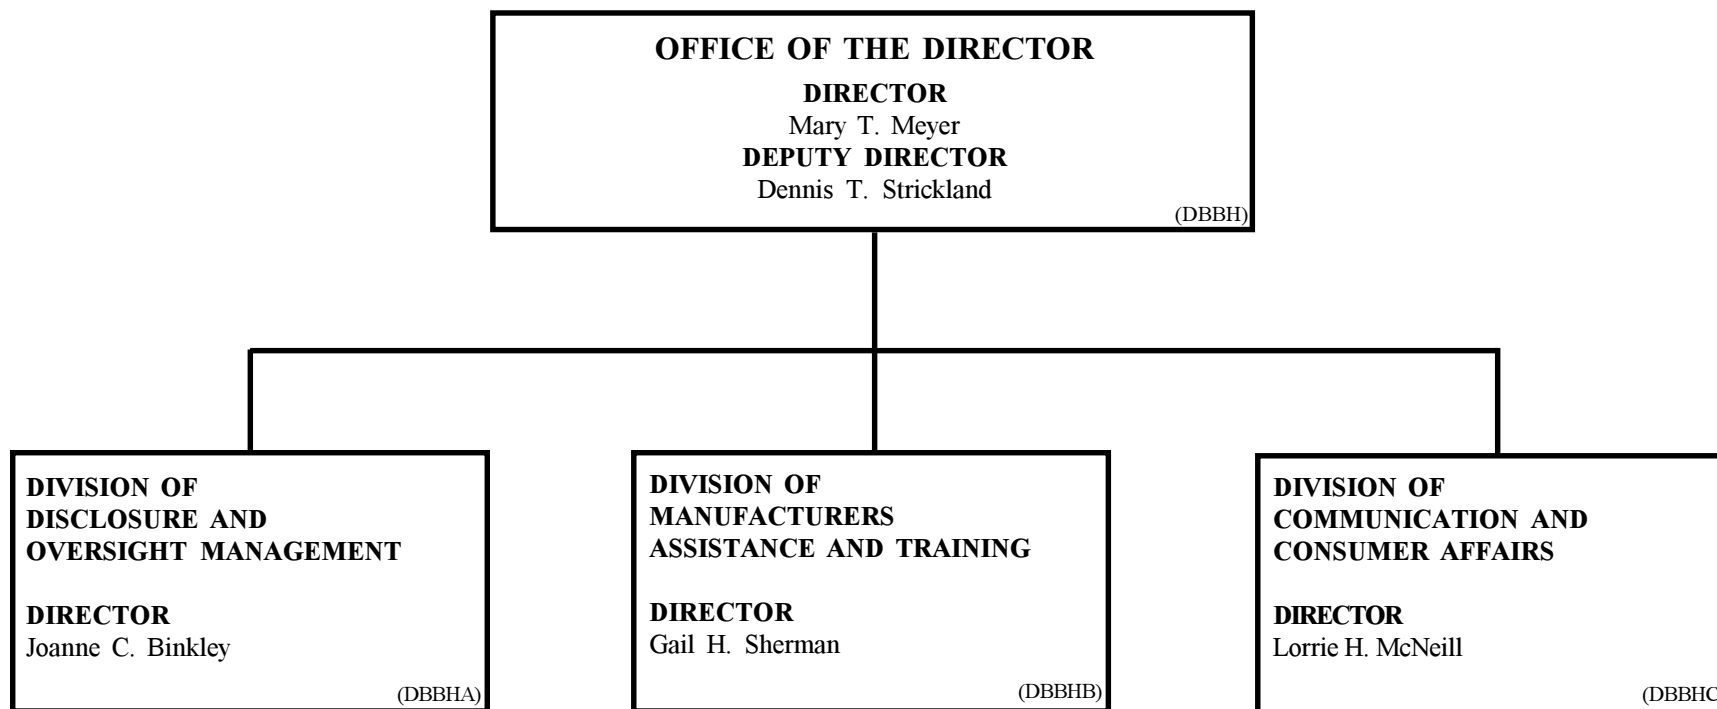 OFFICE OF THE DIRECTOR
DIRECTOR
Mary T. Meyer
DEPUTY DIRECTOR
Dennis T. Strickland
(DBBH)
DIVISION OF
DISCLOSURE AND
OVERSIGHT MANAGEMENT
DIRECTOR
Joanne C. Binkley
(DBBHA)
DIVISION OF
MANUFACTURERS
ASSISTANCE AND TRAINING
DIRECTOR
Gail H. Sherman
(DBBHB)
DIVISION OF
COMMUNICATION AND
CONSUMER AFFAIRS
DIRECTOR
Lorrie H. McNeill
(DBBHC